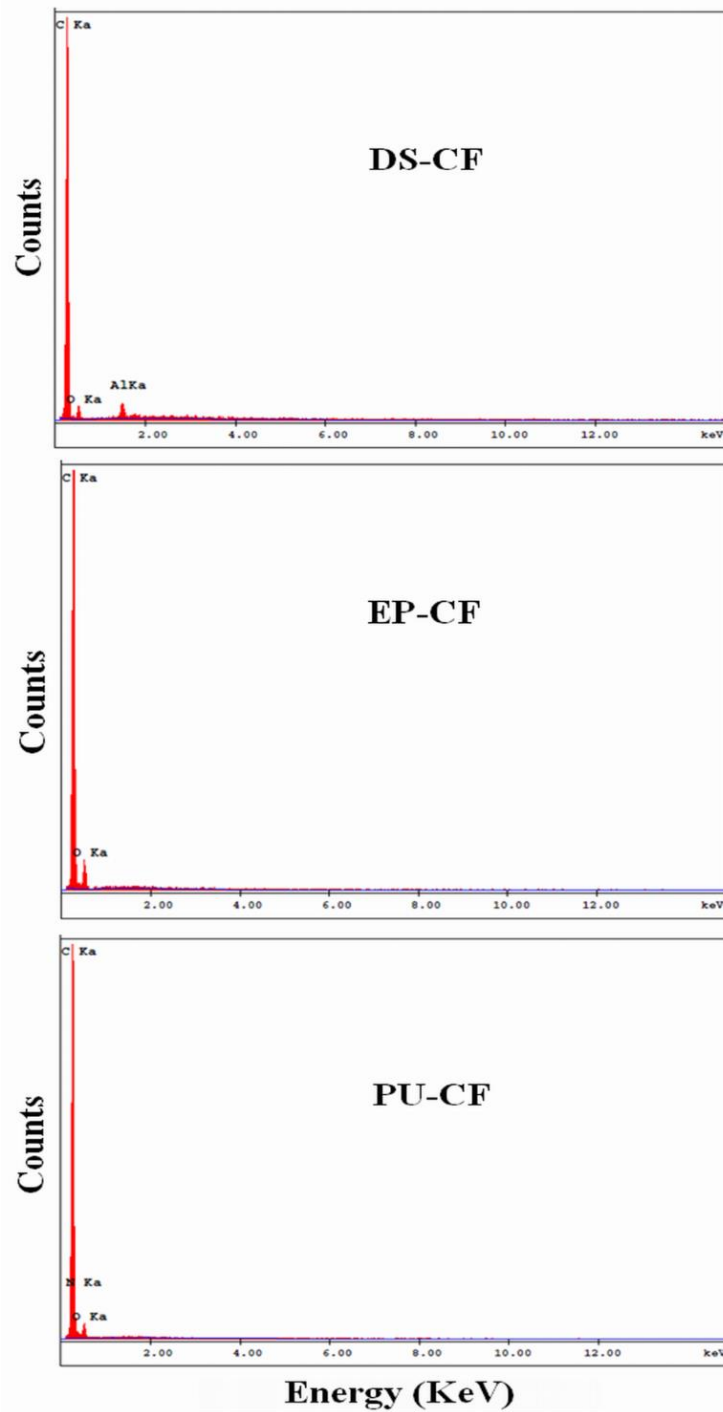 C Ka
DS-CF
Counts
AlKa
O Ka
2.00 4.00 6.00 8.00 10.00 12.00 keV
C Ka
EP-CF
Counts
O Ka
2.00 4.00 6.00 8.00 10.00 12.00 keV
C Ka
PU-CF
Counts
N Ka
O Ka
2.00 4.00 6.00 8.00 10.00 12.00 keV
Energy (KeV)